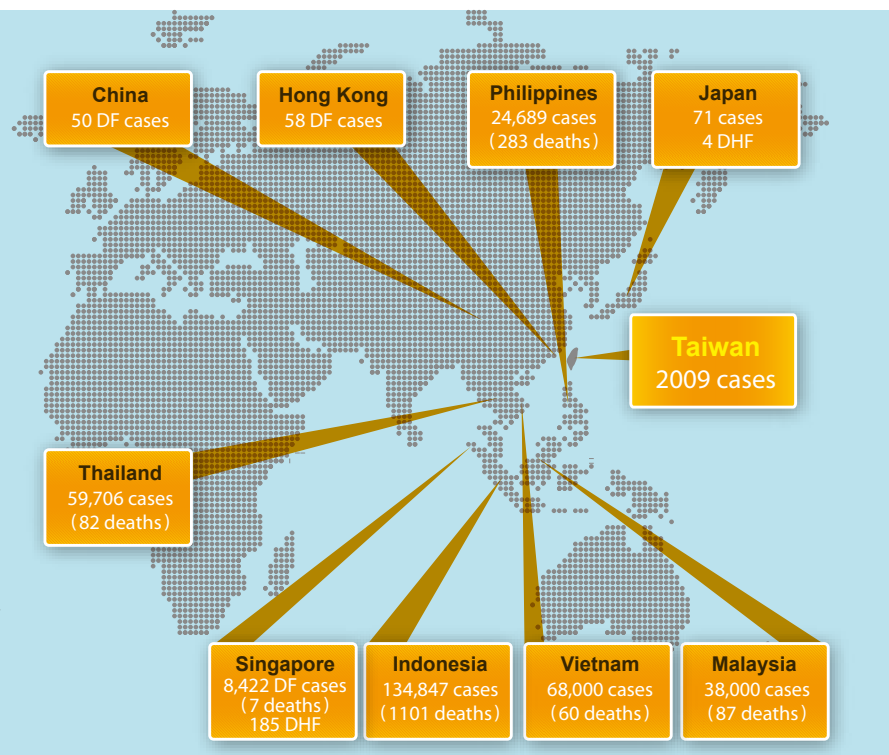 China
50 DF cases
Hong Kong
58 DF cases
Philippines
24,689 cases
(283 deaths)
Japan
71 cases
4 DHF
Taiwan
2009 cases
Thailand
59,706 cases
(82 deaths)
Singapore
8,422 DF cases
(7 deaths)
185 DHF
Indonesia
134,847 cases
(1101 deaths)
Vietnam
68,000 cases
(60 deaths)
Malaysia
38,000 cases
(87 deaths)